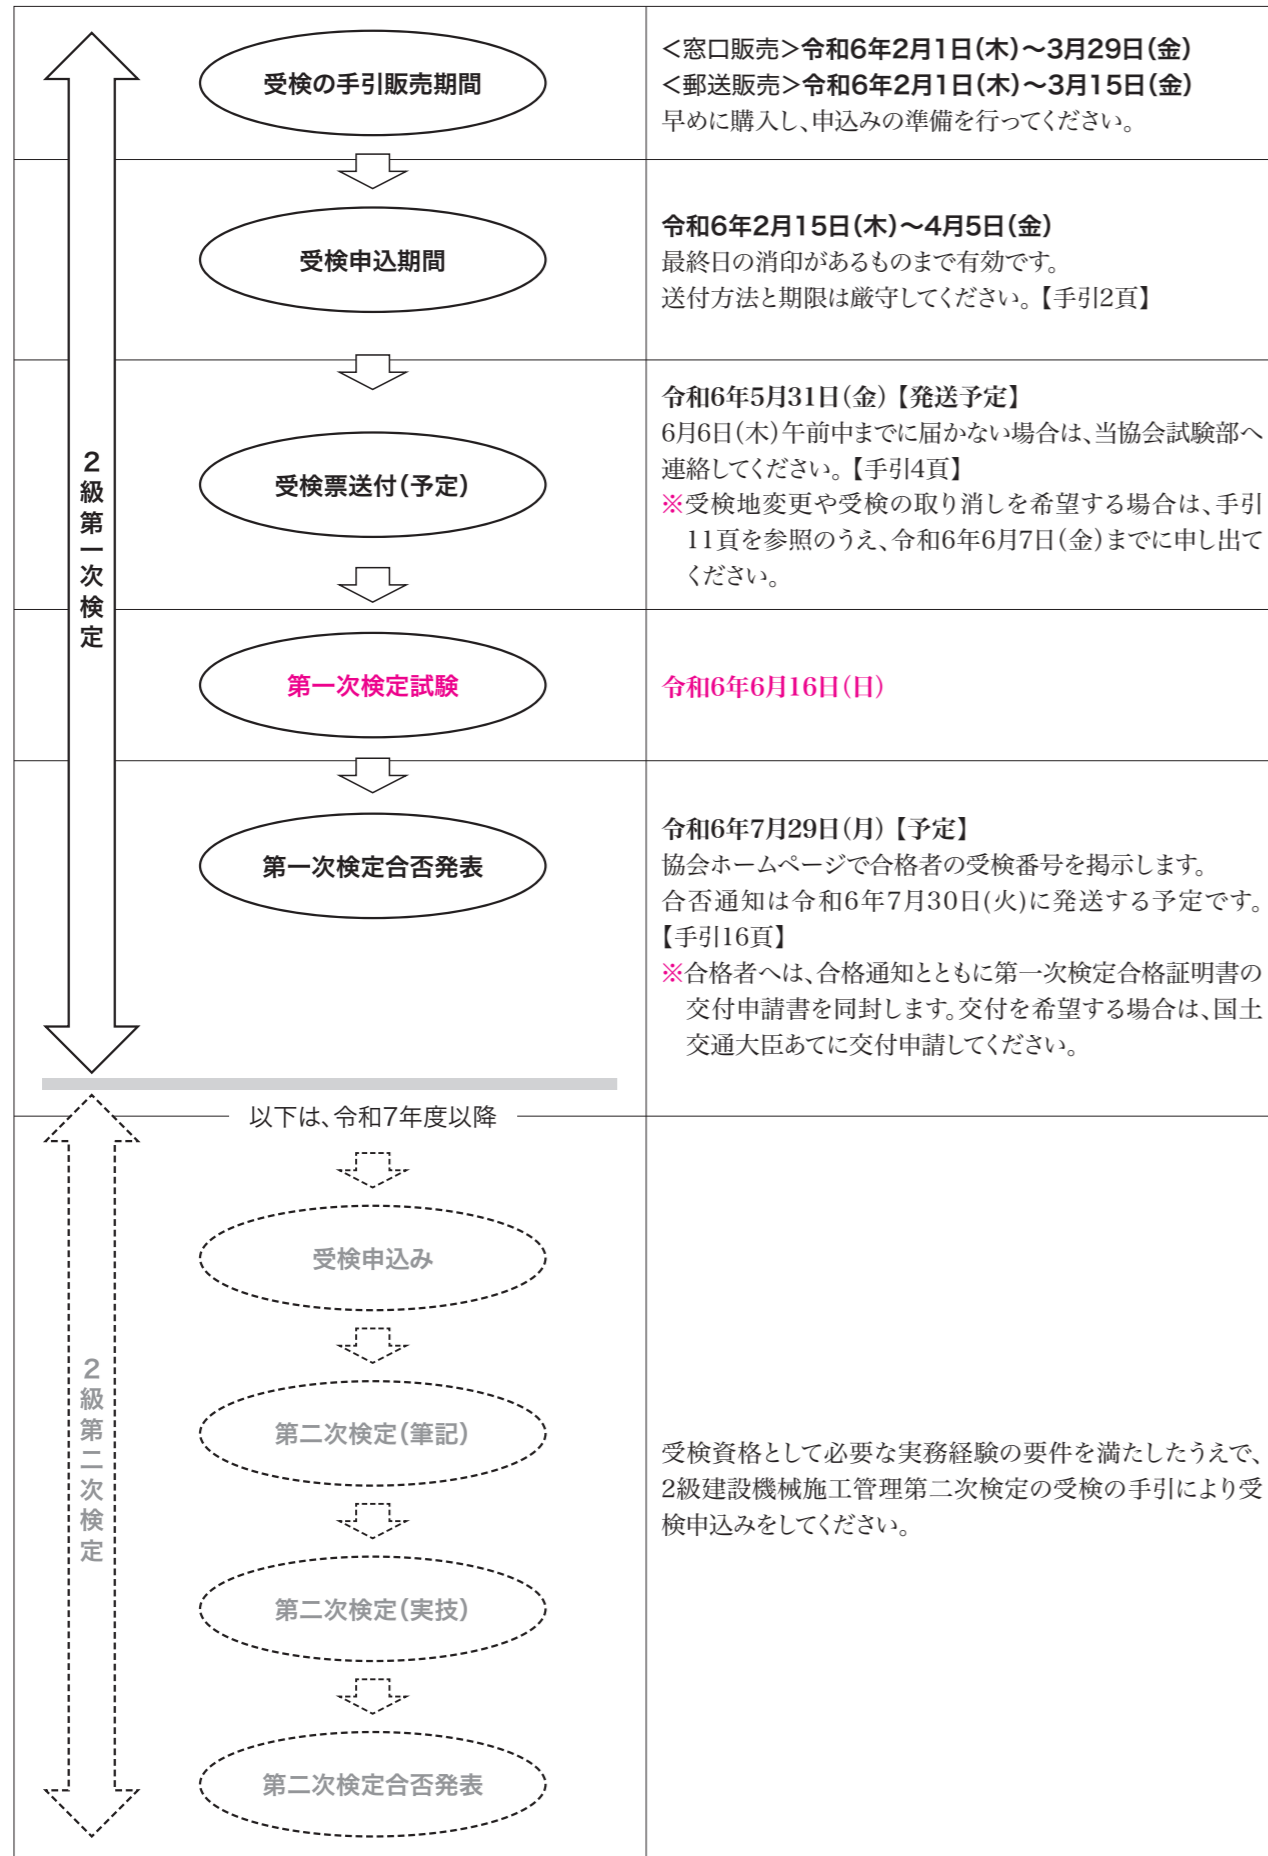 受検の手引販売期間
＜窓口販売＞令和6年2月1日(木)～3月29日(金)
＜郵送販売＞令和6年2月1日(木)～3月15日(金)
早めに購入し、申込みの準備を行ってください。
受検申込期間
令和6年2月15日(木)～4月5日(金)
最終日の消印があるものまで有効です。
送付方法と期限は厳守してください。【手引2頁】
2級第一次検定
受検票送付(予定)
令和6年5月31日(金)【発送予定】
6月6日(木)午前中までに届かない場合は、当協会試験部へ
連絡してください。【手引4頁】
※受検地変更や受検の取り消しを希望する場合は、手引
11頁を参照のうえ、令和6年6月7日(金)までに申し出て
ください。
第一次検定試験
令和6年6月16日(日)
第一次検定合否発表
令和6年7月29日(月)【予定】
協会ホームページで合格者の受検番号を掲示します。
合否通知は令和6年7月30日(火)に発送する予定です。
【手引16頁】
※合格者へは、合格通知とともに第一次検定合格証明書の
交付申請書を同封します。交付を希望する場合は、国土
交通大臣あてに交付申請してください。
以下は、令和7年度以降
2級第二次検定
受検申込み
第二次検定(筆記)
第二次検定(実技)
第二次検定合否発表
受検資格として必要な実務経験の要件を満たしたうえで、
2級建設機械施工管理第二次検定の受検の手引により受
検申込みをしてください。